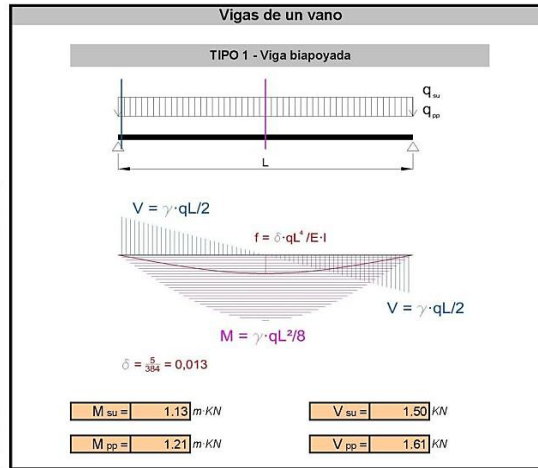 Vigas de un vano
TIPO 1 - Viga biapoyada
q su
q pp
L
V = γ·qL/2
f = δ·qL⁴/E·I
V = γ·qL/2
M = γ·qL²/8
δ = 5/384 = 0,013
M su = 1.13 m·KN
V su = 1.50 KN
M pp = 1.21 m·KN
V pp = 1.61 KN